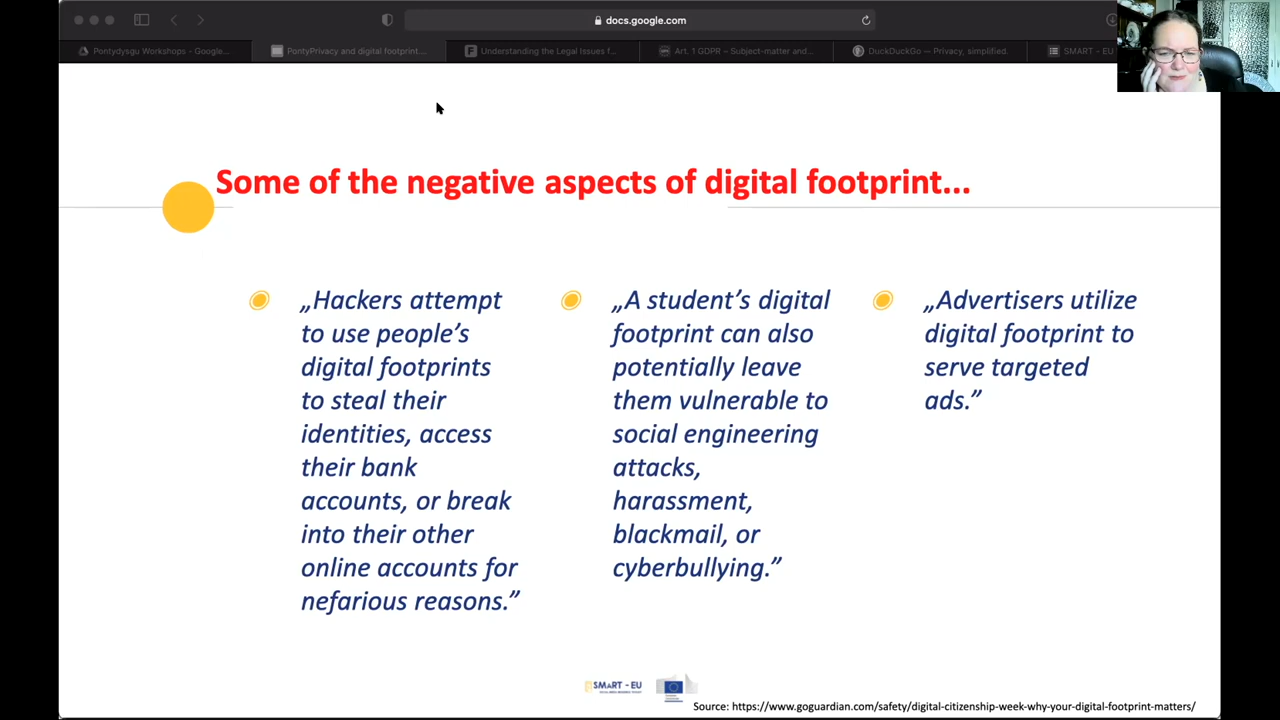 docs.google.com
Pontydysgu Workshops - Google...
PontyPrivacy and digital footprint...
Understanding the Legal Issues f...
Art. 1 GDPR – Subject-matter and...
DuckDuckGo — Privacy, simplified.
SMART - EU
Some of the negative aspects of digital footprint...
„Hackers attempt
to use people’s
digital footprints
to steal their
identities, access
their bank
accounts, or break
into their other
online accounts for
nefarious reasons.”
„A student’s digital
footprint can also
potentially leave
them vulnerable to
social engineering
attacks,
harassment,
blackmail, or
cyberbullying.”
„Advertisers utilize
digital footprint to
serve targeted
ads.”
SMART - EU
Source: https://www.goguardian.com/safety/digital-citizenship-week-why-your-digital-footprint-matters/